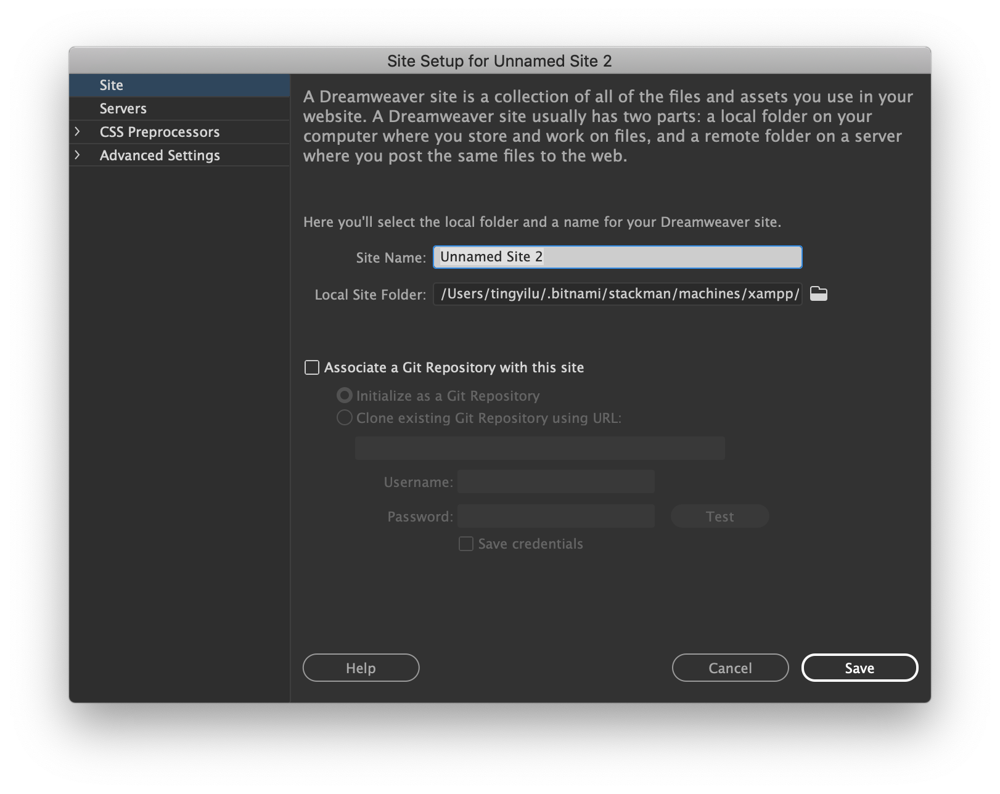 Site Setup for Unnamed Site 2
Site
Servers
CSS Preprocessors
Advanced Settings
A Dreamweaver site is a collection of all of the files and assets you use in your
website. A Dreamweaver site usually has two parts: a local folder on your
computer where you store and work on files, and a remote folder on a server
where you post the same files to the web.
Here you'll select the local folder and a name for your Dreamweaver site.
Site Name: Unnamed Site 2
Local Site Folder: /Users/tingyilu/.bitnami/stackman/machines/xampp/
Associate a Git Repository with this site
Initialize as a Git Repository
Clone existing Git Repository using URL:
Username:
Password: Test
Save credentials
Help Cancel Save